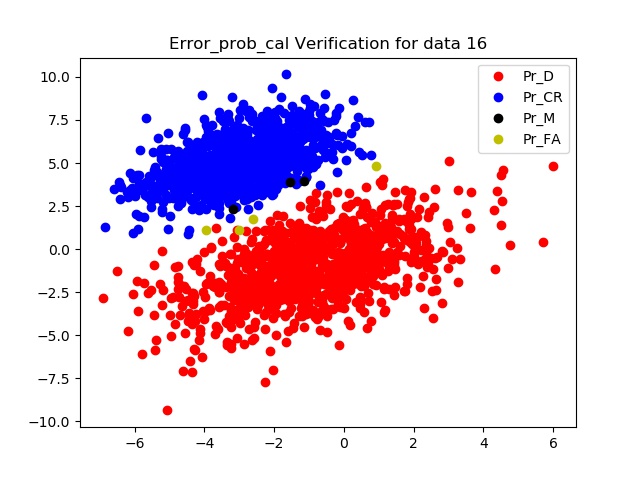 Error_prob_cal Verification for data 16
Pr_D
Pr_CR
Pr_M
Pr_FA
10.0
7.5
5.0
2.5
0.0
−2.5
−5.0
−7.5
−10.0
−6 −4 −2 0 2 4 6